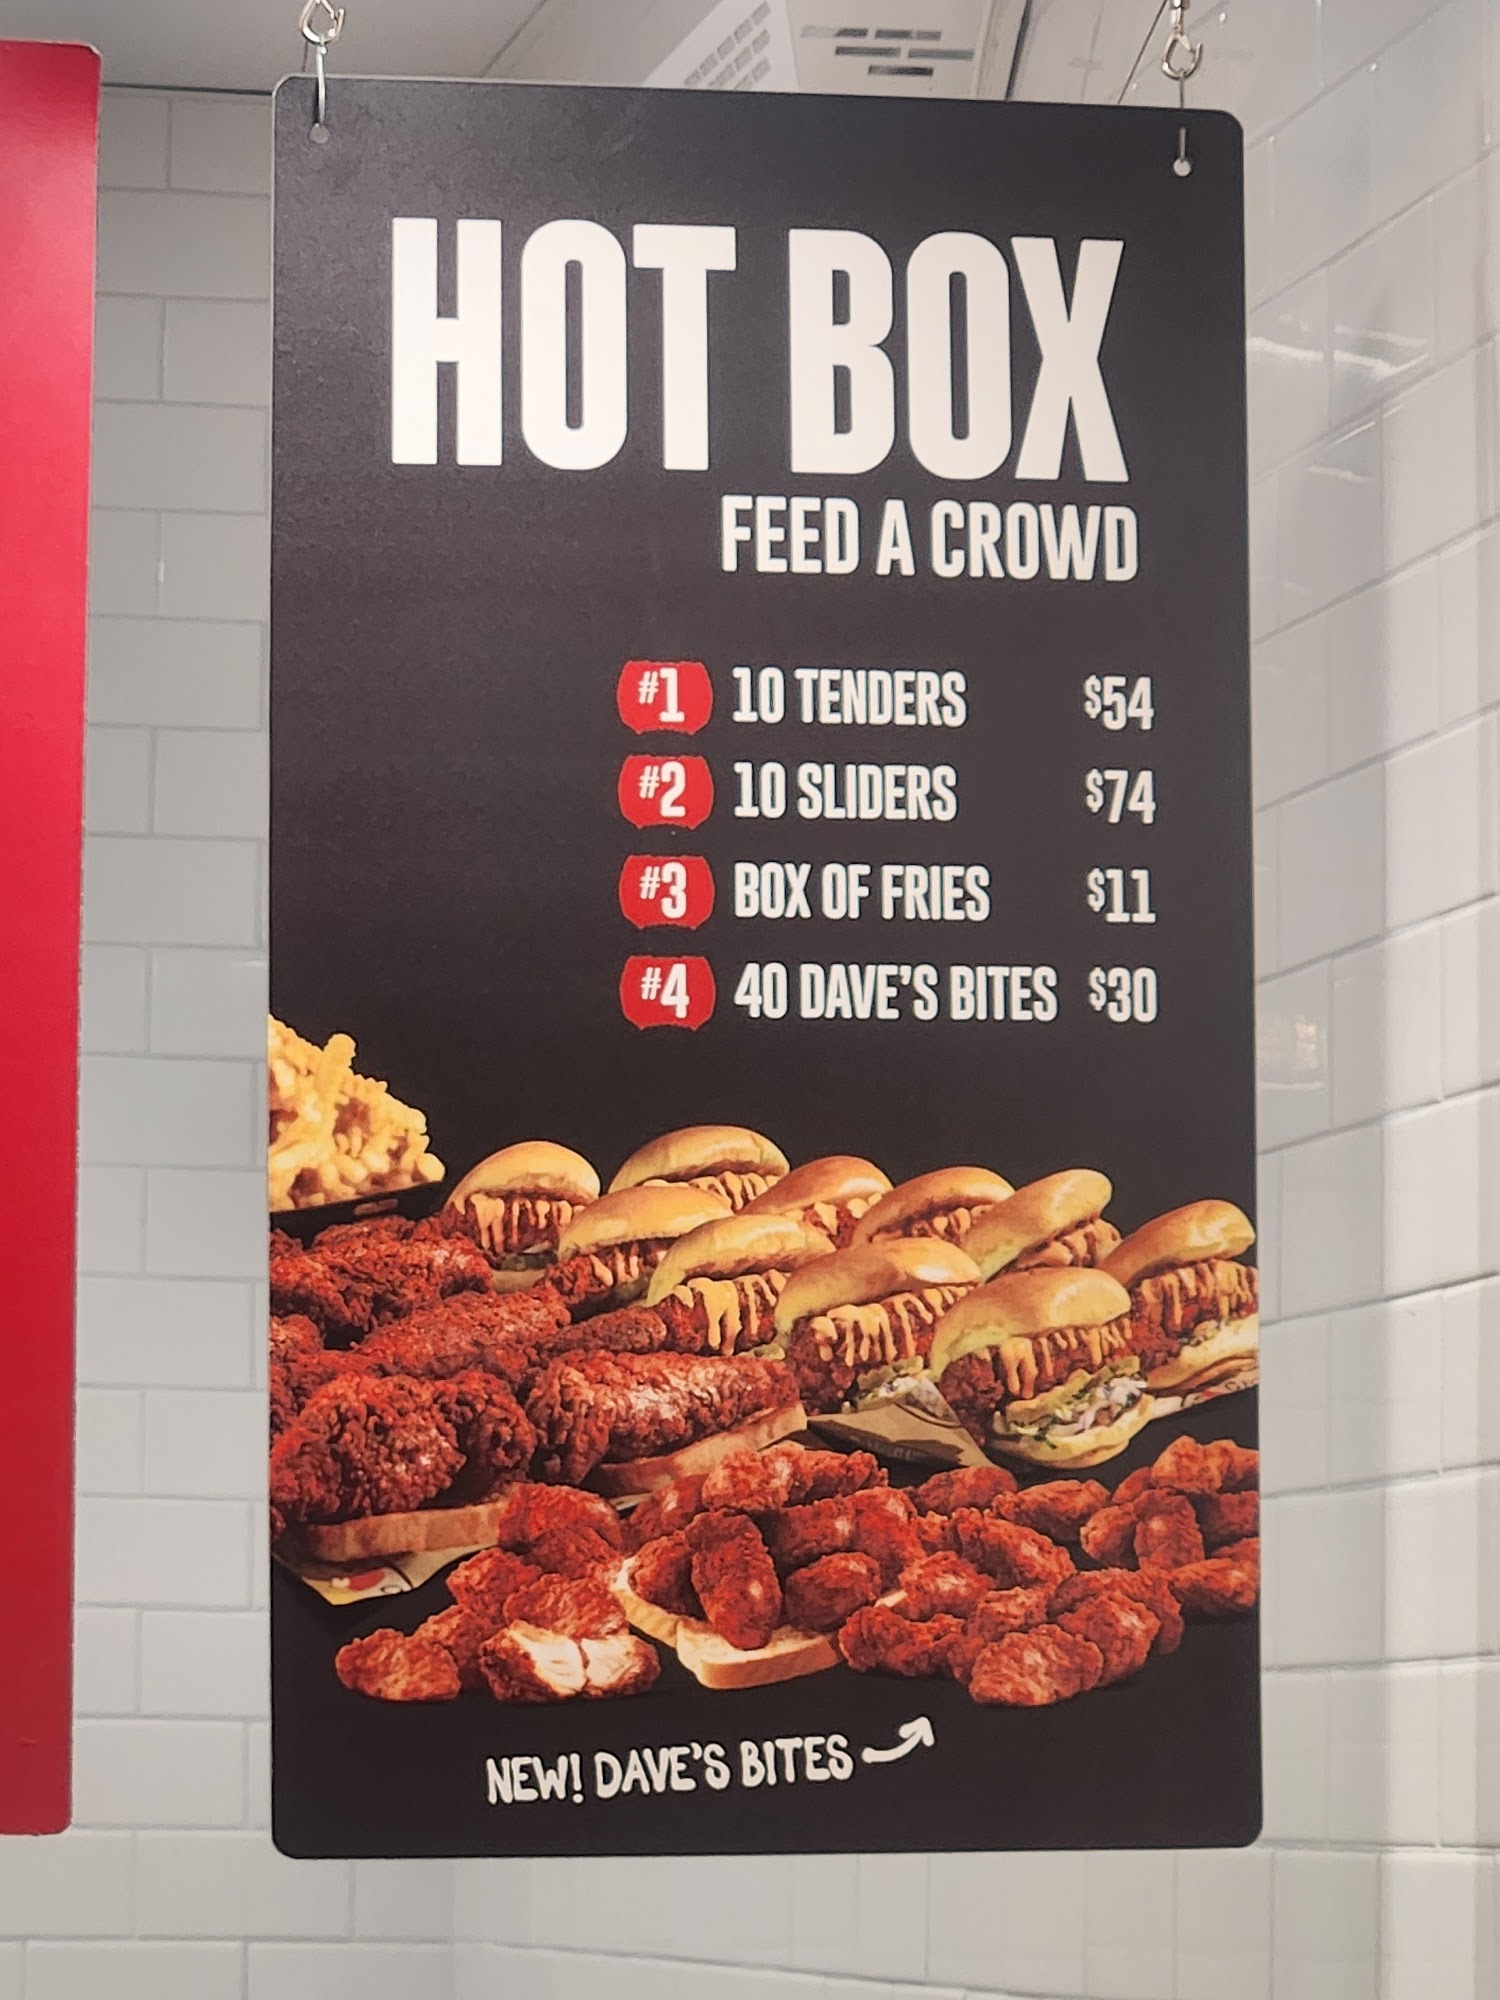 HOT BOX
FEED A CROWD
#1 10 TENDERS $54
#2 10 SLIDERS $74
#3 BOX OF FRIES $11
#4 40 DAVE'S BITES $30
NEW! DAVE'S BITES